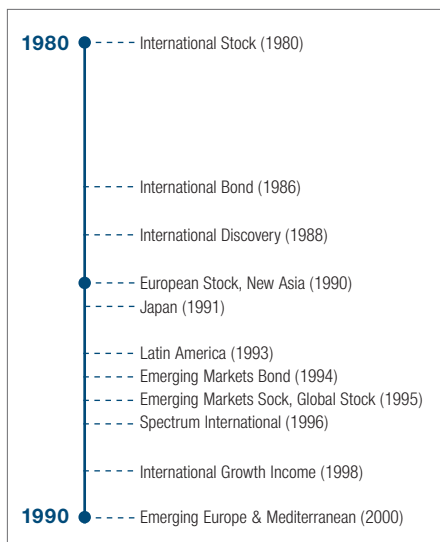 1980 International Stock (1980)
International Bond (1986)
International Discovery (1988)
European Stock, New Asia (1990)
Japan (1991)
Latin America (1993)
Emerging Markets Bond (1994)
Emerging Markets Sock, Global Stock (1995)
Spectrum International (1996)
International Growth Income (1998)
1990 Emerging Europe & Mediterranean (2000)